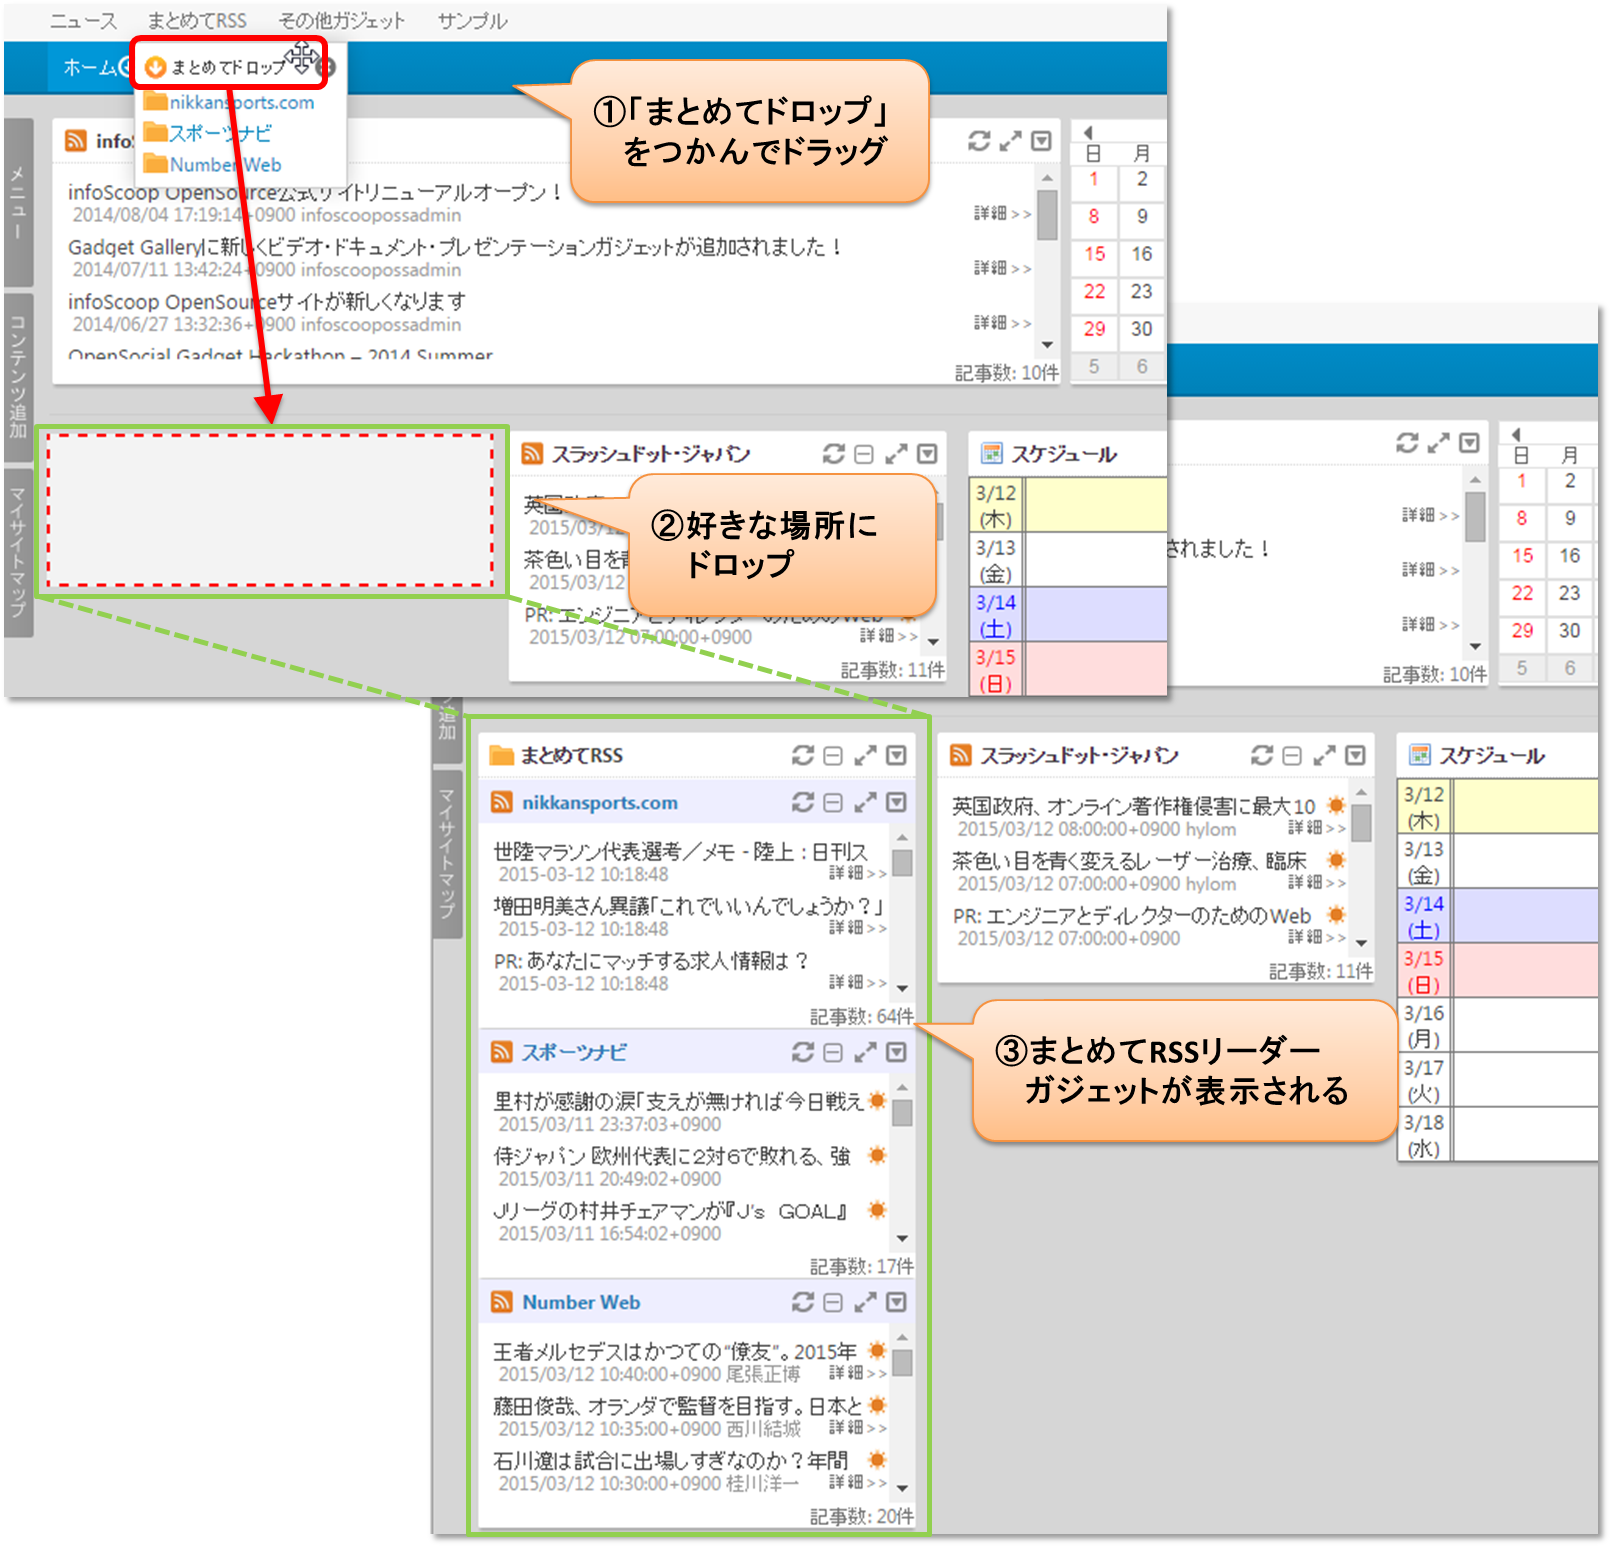 ニュース まとめてRSS その他ガジェット サンプル
ホーム
まとめてドロップ
nikkansports.com
スポーツナビ
Number Web
①「まとめてドロップ」
をつかんでドラッグ
メニュー
コンテンツ追加
マイサイトマップ
infoS
infoScoop OpenSource公式サイトリニューアルオープン！
2014/08/04 17:19:14+0900 infoscoopossadmin
詳細>>
Gadget Galleryに新しくビデオ・ドキュメント・プレゼンテーションガジェットが追加されました！
2014/07/11 13:42:24+0900 infoscoopossadmin
詳細>>
infoScoop OpenSourceサイトが新しくなります
2014/06/27 13:32:36+0900 infoscoopossadmin
詳細>>
OpenSocial Gadget Hackathon – 2014 Summer
記事数: 10件
日 月
1 2
8 9
15 16
22 23
29 30
5 6
スラッシュドット・ジャパン
英国政府
2015/03/12
茶色い目を青
2015/03/12
PR: エンジニアとディレクターのためのWeb
2015/03/12 07:00:00+0900
詳細>>
記事数: 11件
②好きな場所に
ドロップ
スケジュール
3/12
(木)
3/13
(金)
3/14
(土)
3/15
(日)
されました！
詳細>>
詳細>>
詳細>>
記事数: 10件
日 月
1 2
8 9
15 16
22 23
29 30
5 6
追加
マイサイトマップ
まとめてRSS
nikkansports.com
世陸マラソン代表選考／メモ - 陸上：日刊ス
2015-03-12 10:18:48
詳細>>
増田明美さん異議「これでいいんでしょうか？」
2015-03-12 10:18:48
詳細>>
PR: あなたにマッチする求人情報は？
2015-03-12 10:18:48
詳細>>
記事数: 64件
スポーツナビ
里村が感謝の涙「支えが無ければ今日戦え
2015/03/11 23:37:03+0900
侍ジャパン 欧州代表に２対６で敗れる、強
2015/03/11 20:49:02+0900
Jリーグの村井チェアマンが『Ｊ's　ＧＯＡＬ』
2015/03/11 16:54:02+0900
記事数: 17件
Number Web
王者メルセデスはかつての“僚友”。2015年
2015/03/12 10:40:00+0900 尾張正博
詳細>>
藤田俊哉、オランダで監督を目指す。日本と
2015/03/12 10:35:00+0900 西川結城
詳細>>
石川遼は試合に出場しすぎなのか？年間
2015/03/12 10:30:00+0900 桂川洋一
詳細>>
記事数: 20件
スラッシュドット・ジャパン
英国政府、オンライン著作権侵害に最大10
2015/03/12 08:00:00+0900 hylom
詳細>>
茶色い目を青く変えるレーザー治療、臨床
2015/03/12 07:00:00+0900 hylom
詳細>>
PR: エンジニアとディレクターのためのWeb
2015/03/12 07:00:00+0900
詳細>>
記事数: 11件
③まとめてRSSリーダー
ガジェットが表示される
スケジュール
3/12
(木)
3/13
(金)
3/14
(土)
3/15
(日)
3/16
(月)
3/17
(火)
3/18
(水)